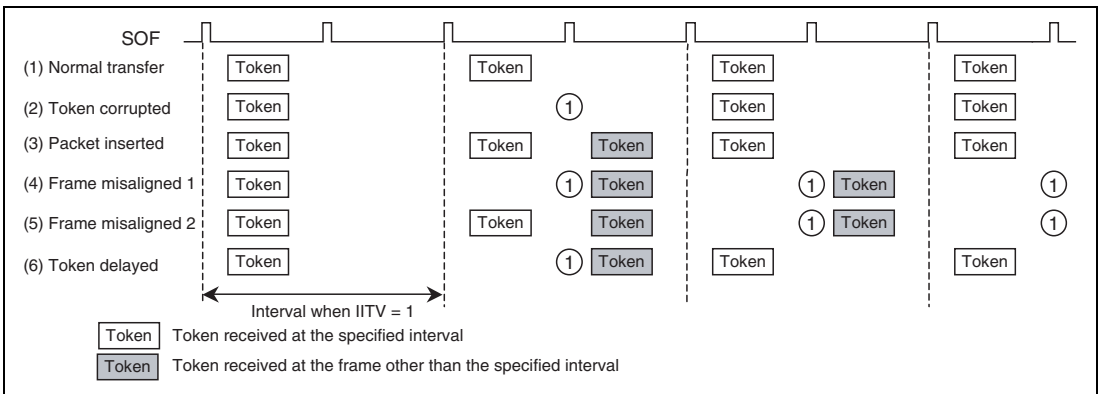 SOF
(1) Normal transfer Token Token Token Token
(2) Token corrupted Token 1 Token Token
(3) Packet inserted Token Token Token Token Token
(4) Frame misaligned 1 Token 1 Token 1 Token 1
(5) Frame misaligned 2 Token Token Token 1 Token 1
(6) Token delayed Token 1 Token Token Token
Interval when IITV = 1
Token Token received at the specified interval
Token Token received at the frame other than the specified interval